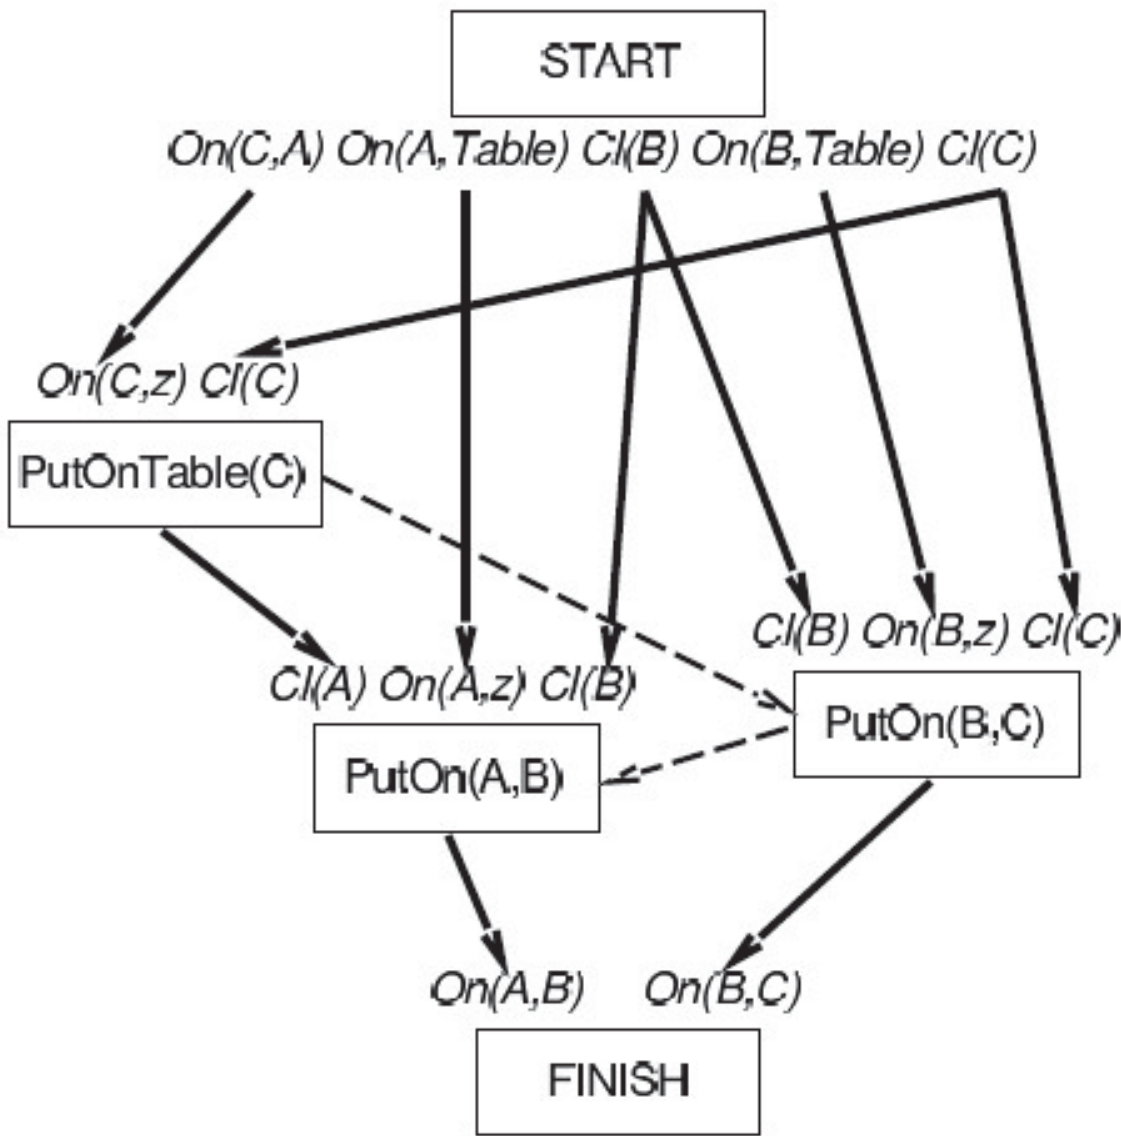 START
On(C,A) On(A,Table) Cl(B) On(B,Table) Cl(C)
On(C,z) Cl(C)
PutOnTable(C)
Cl(B) On(B,z) Cl(C)
Cl(A) On(A,z) Cl(B)
PutOn(B,C)
PutOn(A,B)
On(A,B) On(B,C)
FINISH